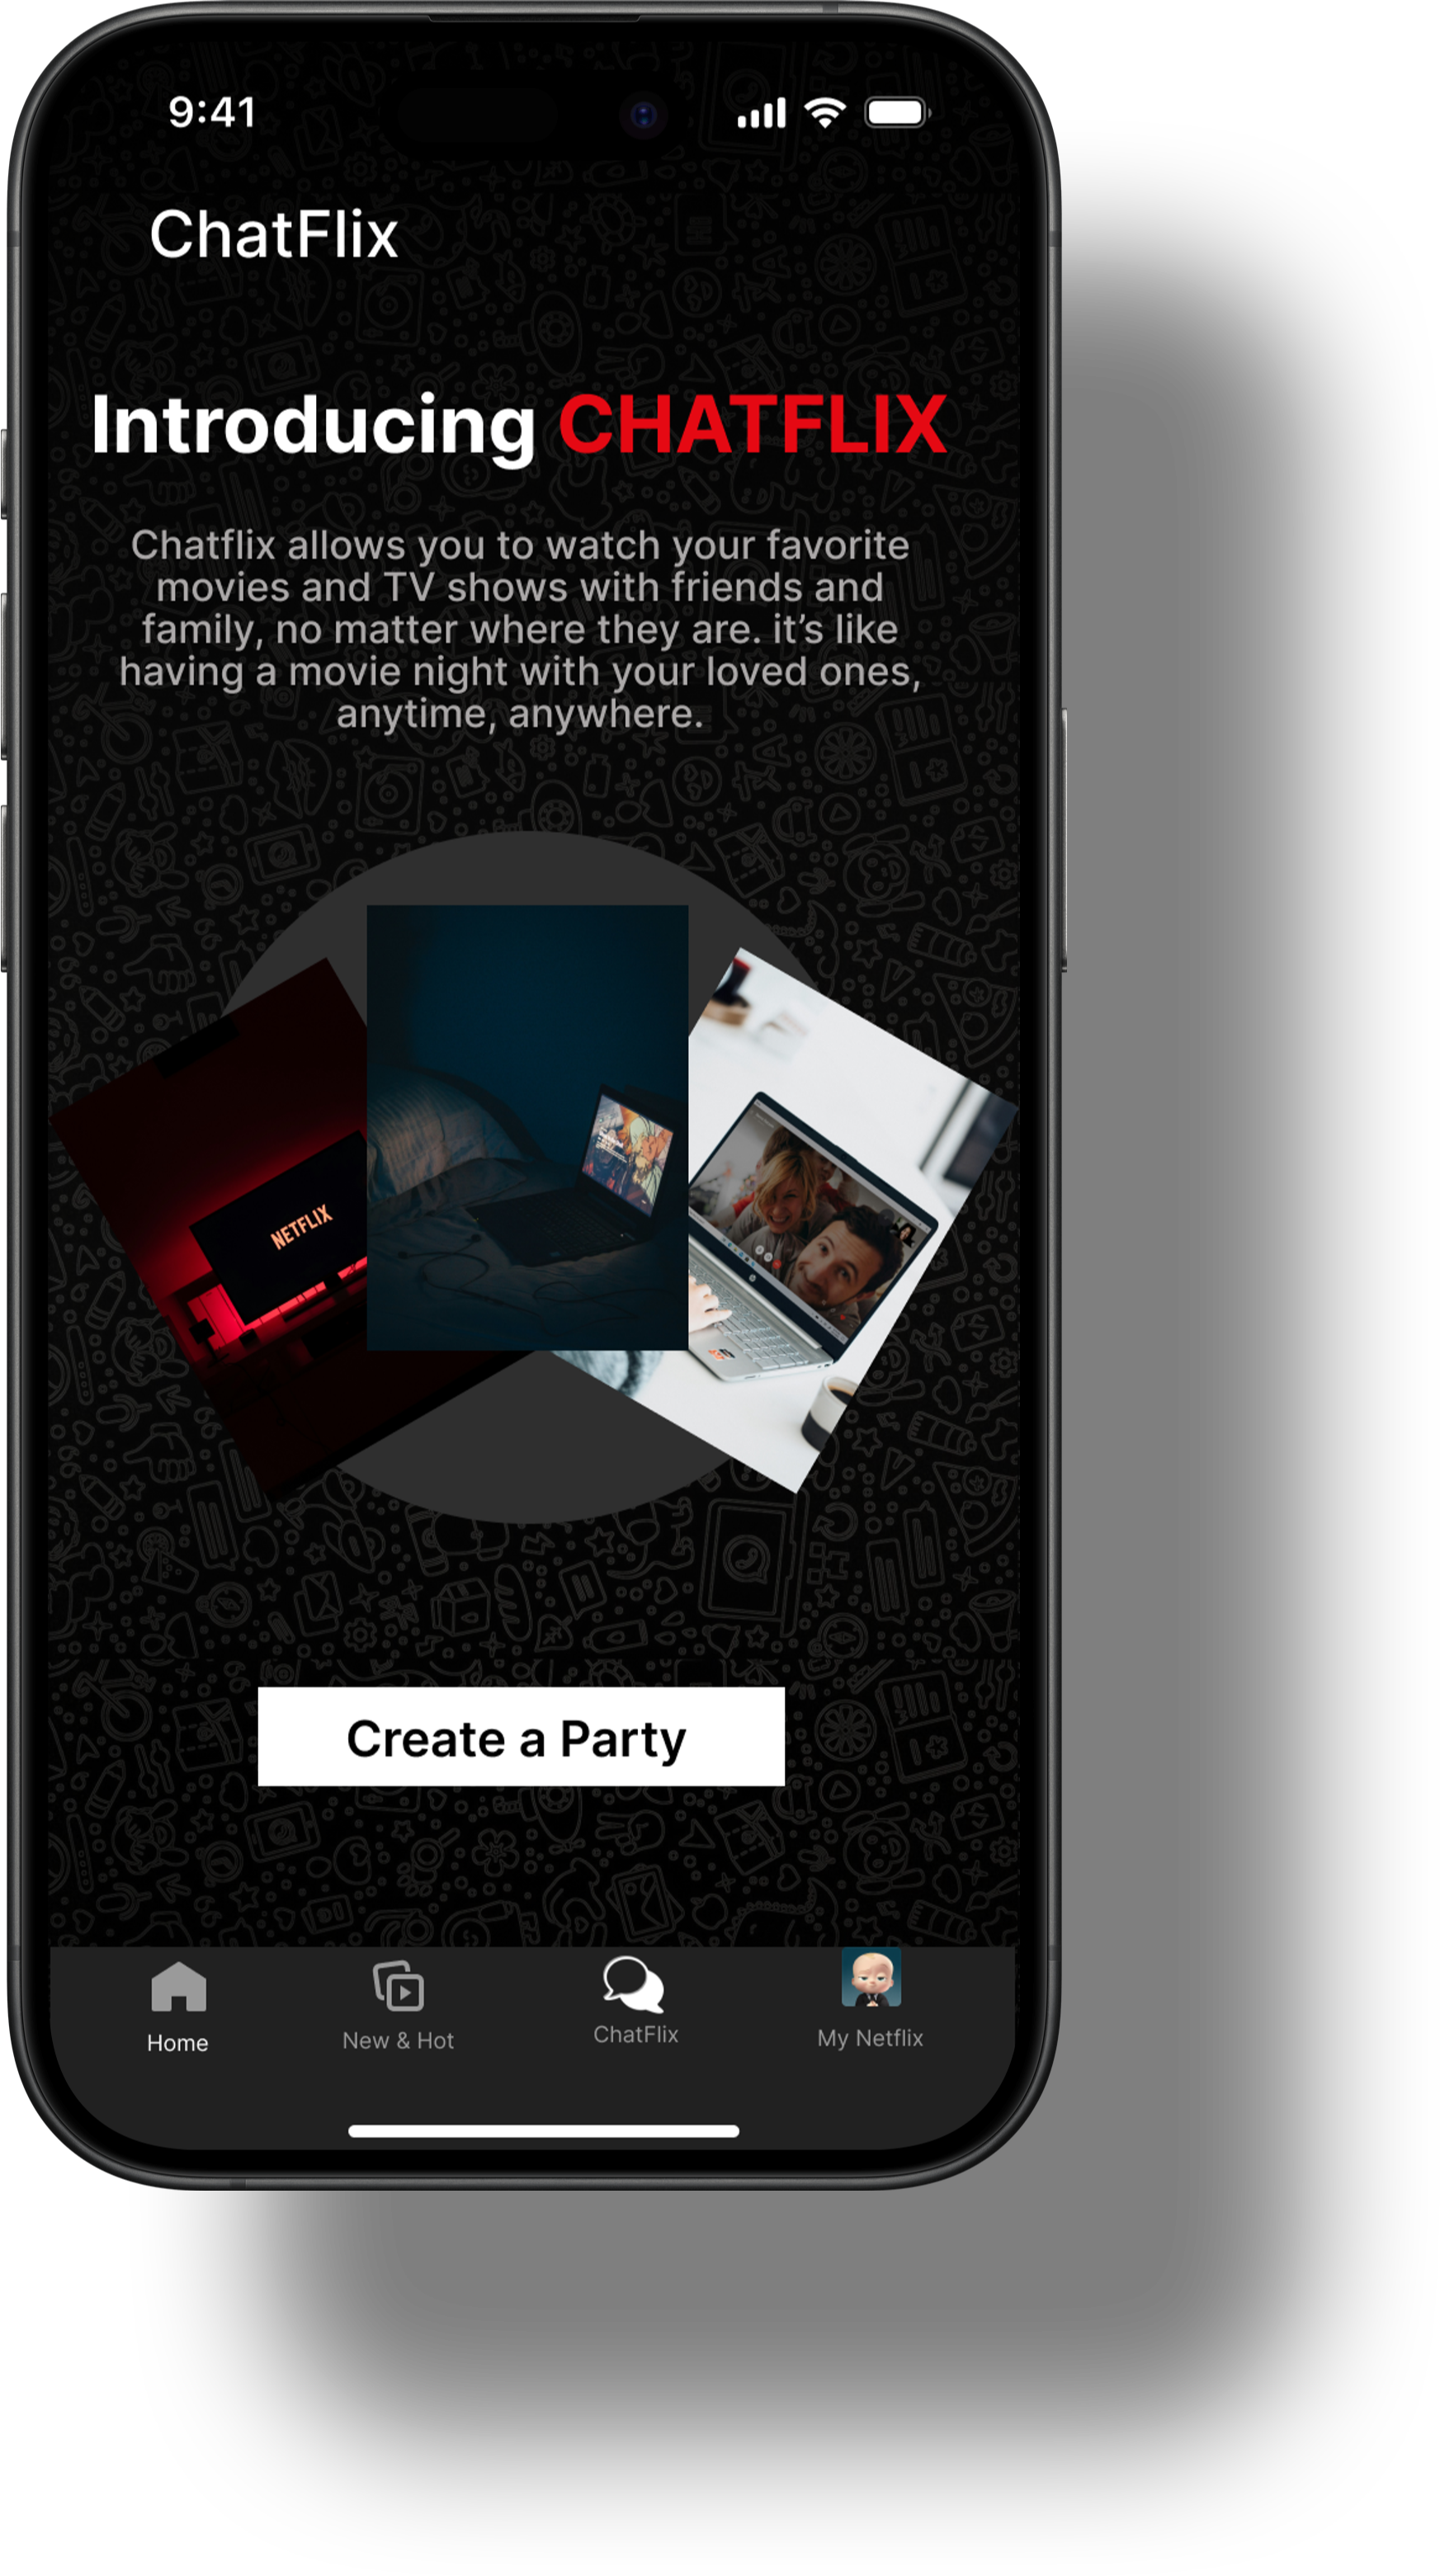 9:41
ChatFlix
Introducing CHATFLIX
Chatflix allows you to watch your favorite
movies and TV shows with friends and
family, no matter where they are. it’s like
having a movie night with your loved ones,
anytime, anywhere.
NETFLIX
Create a Party
Home
New & Hot
ChatFlix
My Netflix